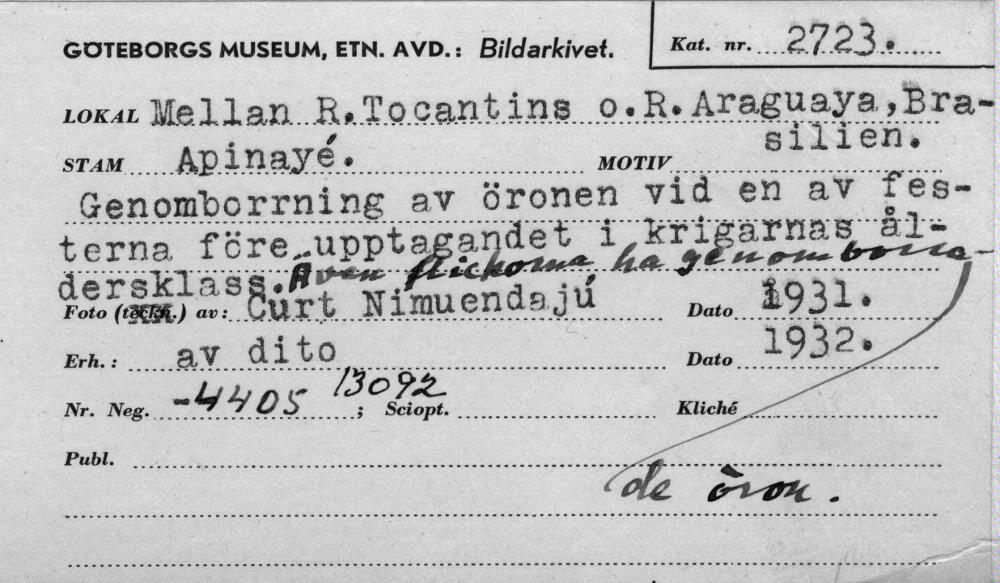 GÖTEBORGS MUSEUM, ETN. AVD.: Bildarkivet.
Kat. nr. 2723.
LOKAL Mellan R.Tocantins o.R.Araguaya,Bra-
silien.
STAM Apinayé. MOTIV
Genomborrning av öronen vid en av fes-
terna före upptagandet i krigarnas ål-
dersklass. Även flickorna ha genomborra-
Foto (teckn.) av: Curt Nimuendajú Dato 1931.
Erh.: av dito Dato 1932.
Nr. Neg. -4405 13092 ; Sciopt. Kliché
Publ.
de öron.